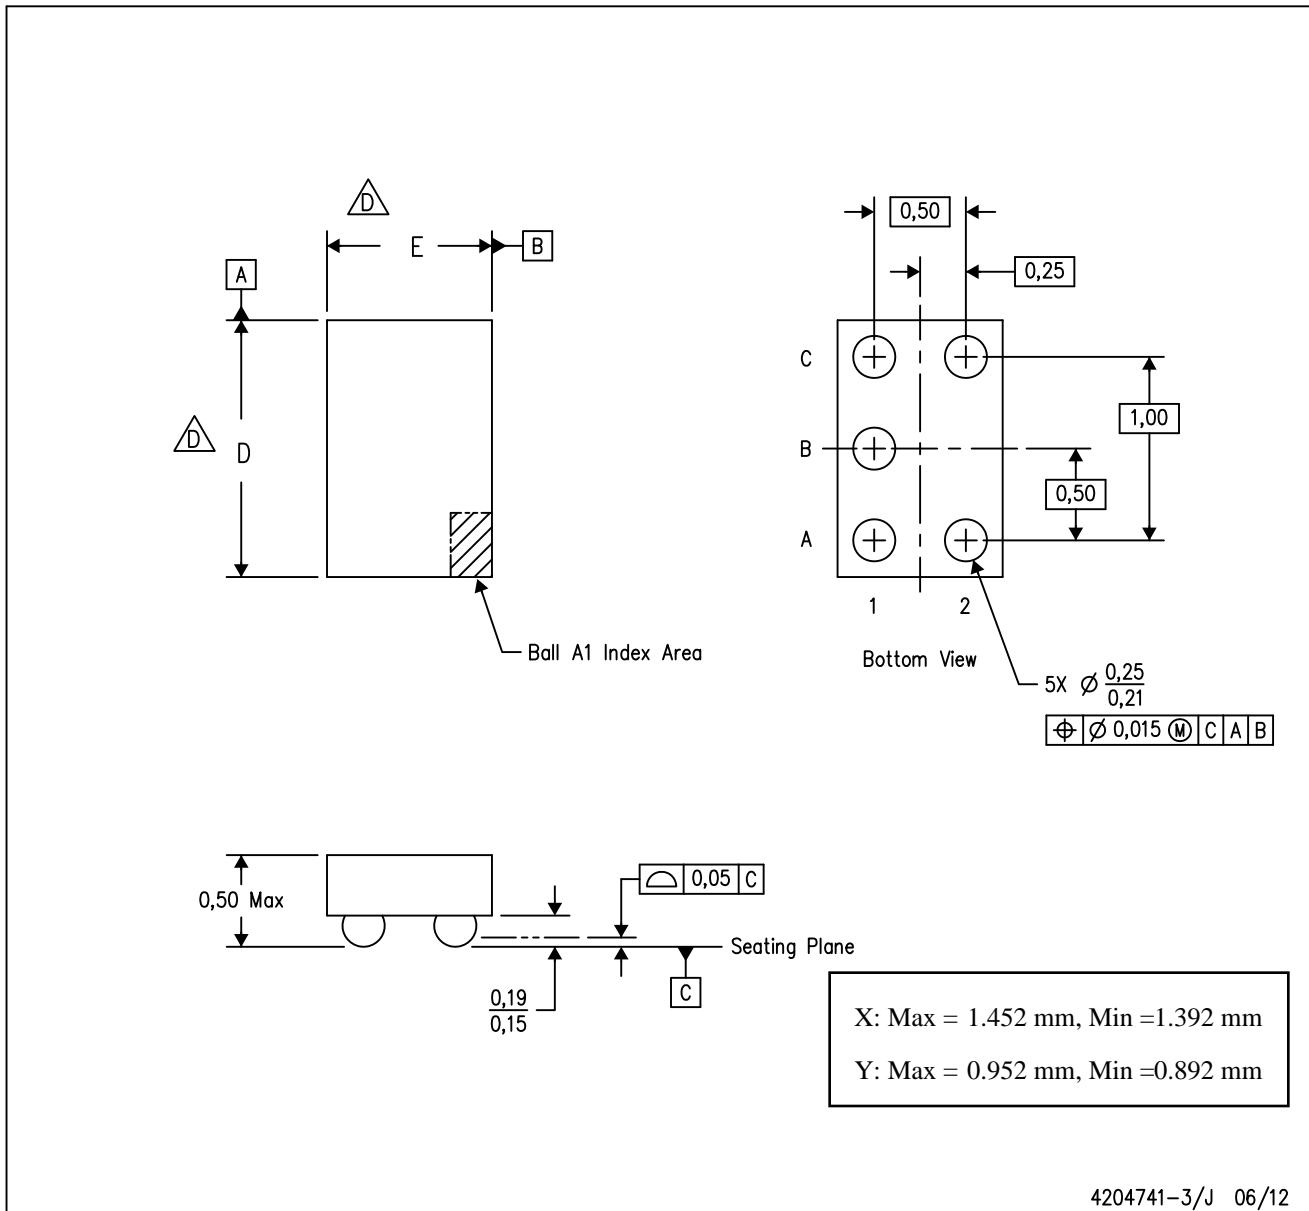 D
E
B
A
D
D
Ball A1 Index Area
0,50
0,25
C
B
A
1,00
0,50
1 2
Bottom View
5X Ø 0,25
0,21
⌖ Ø 0,015 Ⓜ C A B
0,50 Max
⌓ 0,05 C
Seating Plane
C
0,19
0,15
X: Max = 1.452 mm, Min =1.392 mm
Y: Max = 0.952 mm, Min =0.892 mm
4204741-3/J 06/12